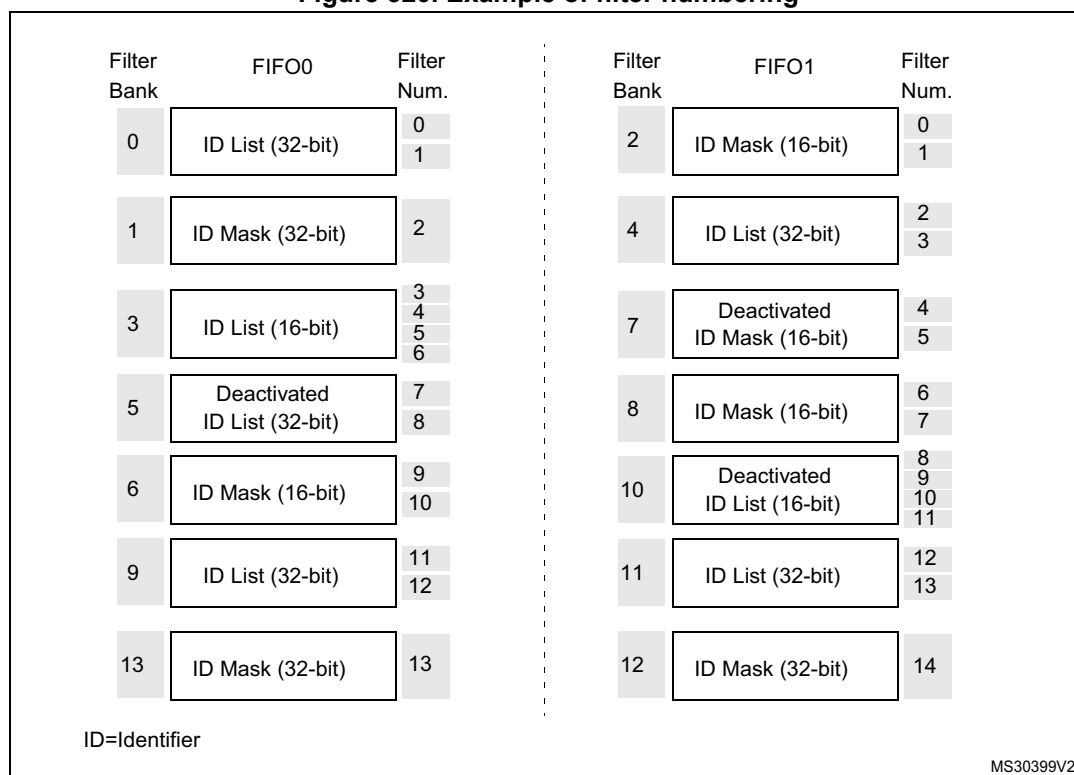 Figure Example of filter numbering
Filter Bank
FIFO0
Filter Num.
0
ID List (32-bit)
0
1
1
ID Mask (32-bit)
2
3
ID List (16-bit)
3
4
5
6
5
Deactivated
ID List (32-bit)
7
8
6
ID Mask (16-bit)
9
10
9
ID List (32-bit)
11
12
13
ID Mask (32-bit)
13
Filter Bank
FIFO1
Filter Num.
2
ID Mask (16-bit)
0
1
4
ID List (32-bit)
2
3
7
Deactivated
ID Mask (16-bit)
4
5
8
ID Mask (16-bit)
6
7
10
Deactivated
ID List (16-bit)
8
9
10
11
11
ID List (32-bit)
12
13
12
ID Mask (32-bit)
14
ID=Identifier
MS30399V2